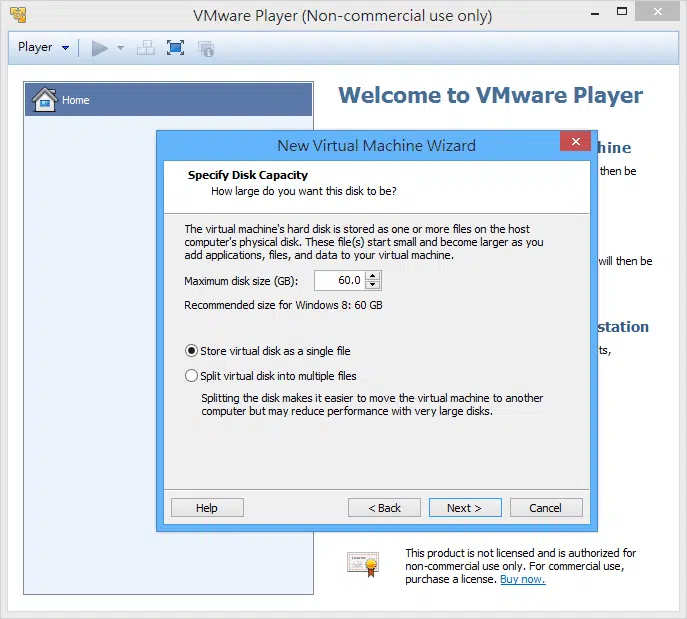 VMware Player (Non-commercial use only)
Player
Home
Welcome to VMware Player
hine
then be
will then be
station
ts,
New Virtual Machine Wizard
Specify Disk Capacity
How large do you want this disk to be?
The virtual machine's hard disk is stored as one or more files on the host
computer's physical disk. These file(s) start small and become larger as you
add applications, files, and data to your virtual machine.
Maximum disk size (GB): 60.0
Recommended size for Windows 8: 60 GB
Store virtual disk as a single file
Split virtual disk into multiple files
Splitting the disk makes it easier to move the virtual machine to another
computer but may reduce performance with very large disks.
Help < Back Next > Cancel
This product is not licensed and is authorized for
non-commercial use only. For commercial use,
purchase a license. Buy now.